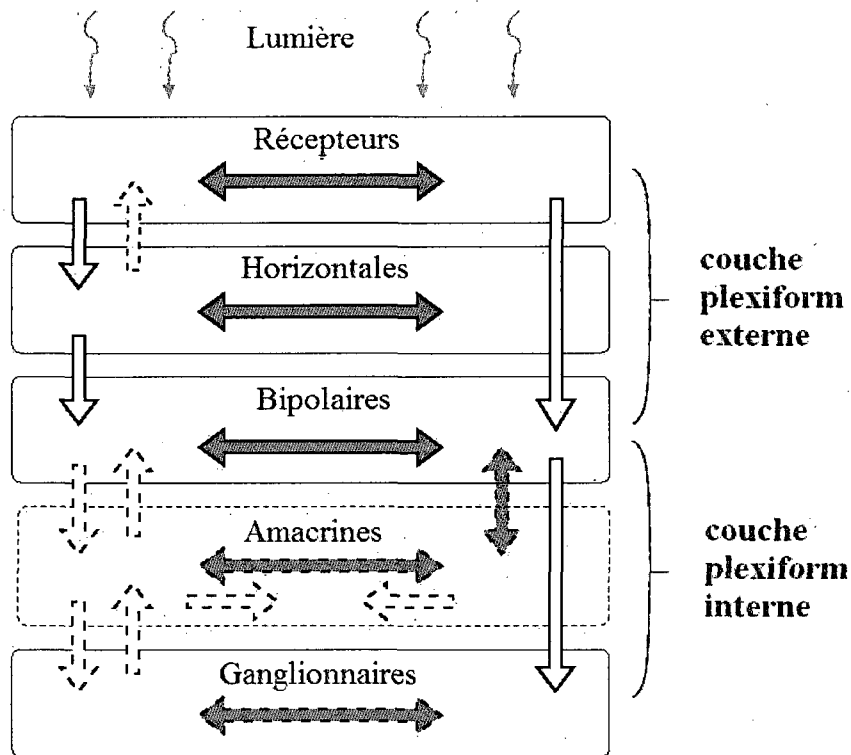 Lumière
Récepteurs
Horizontales
couche
plexiform
externe
Bipolaires
Amacrines
couche
plexiform
interne
Ganglionnaires